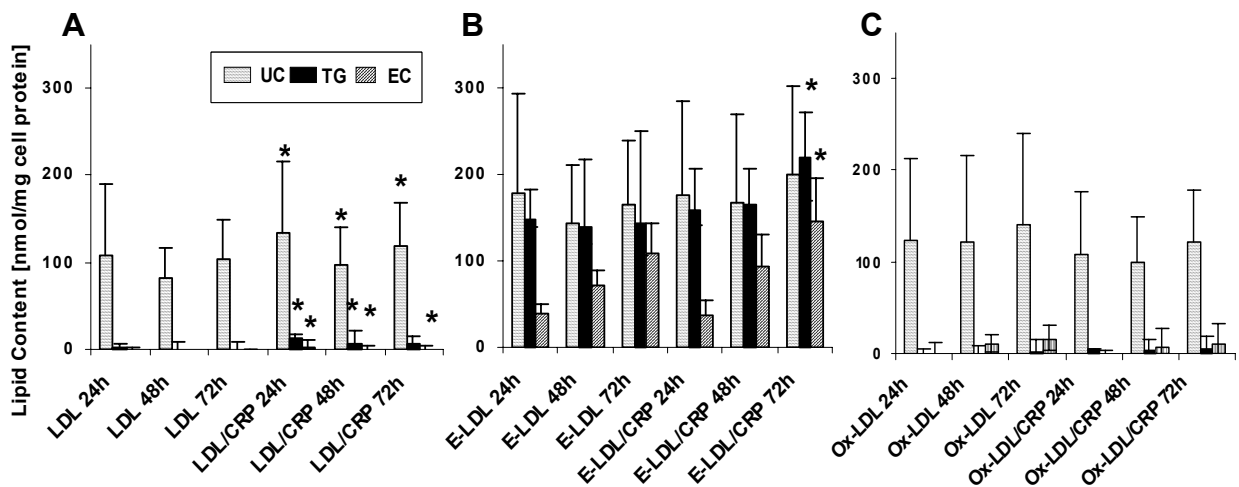 A
B
C
Lipid Content [nmol/mg cell protein]
300
200
100
0
UC TG EC
*
*
*
*
*
*
*
*
*
LDL 24h
LDL 48h
LDL 72h
LDL/CRP 24h
LDL/CRP 48h
LDL/CRP 72h
300
200
100
0
*
*
E-LDL 24h
E-LDL 48h
E-LDL 72h
E-LDL/CRP 24h
E-LDL/CRP 48h
E-LDL/CRP 72h
300
200
100
0
Ox-LDL 24h
Ox-LDL 48h
Ox-LDL 72h
Ox-LDL/CRP 24h
Ox-LDL/CRP 48h
Ox-LDL/CRP 72h